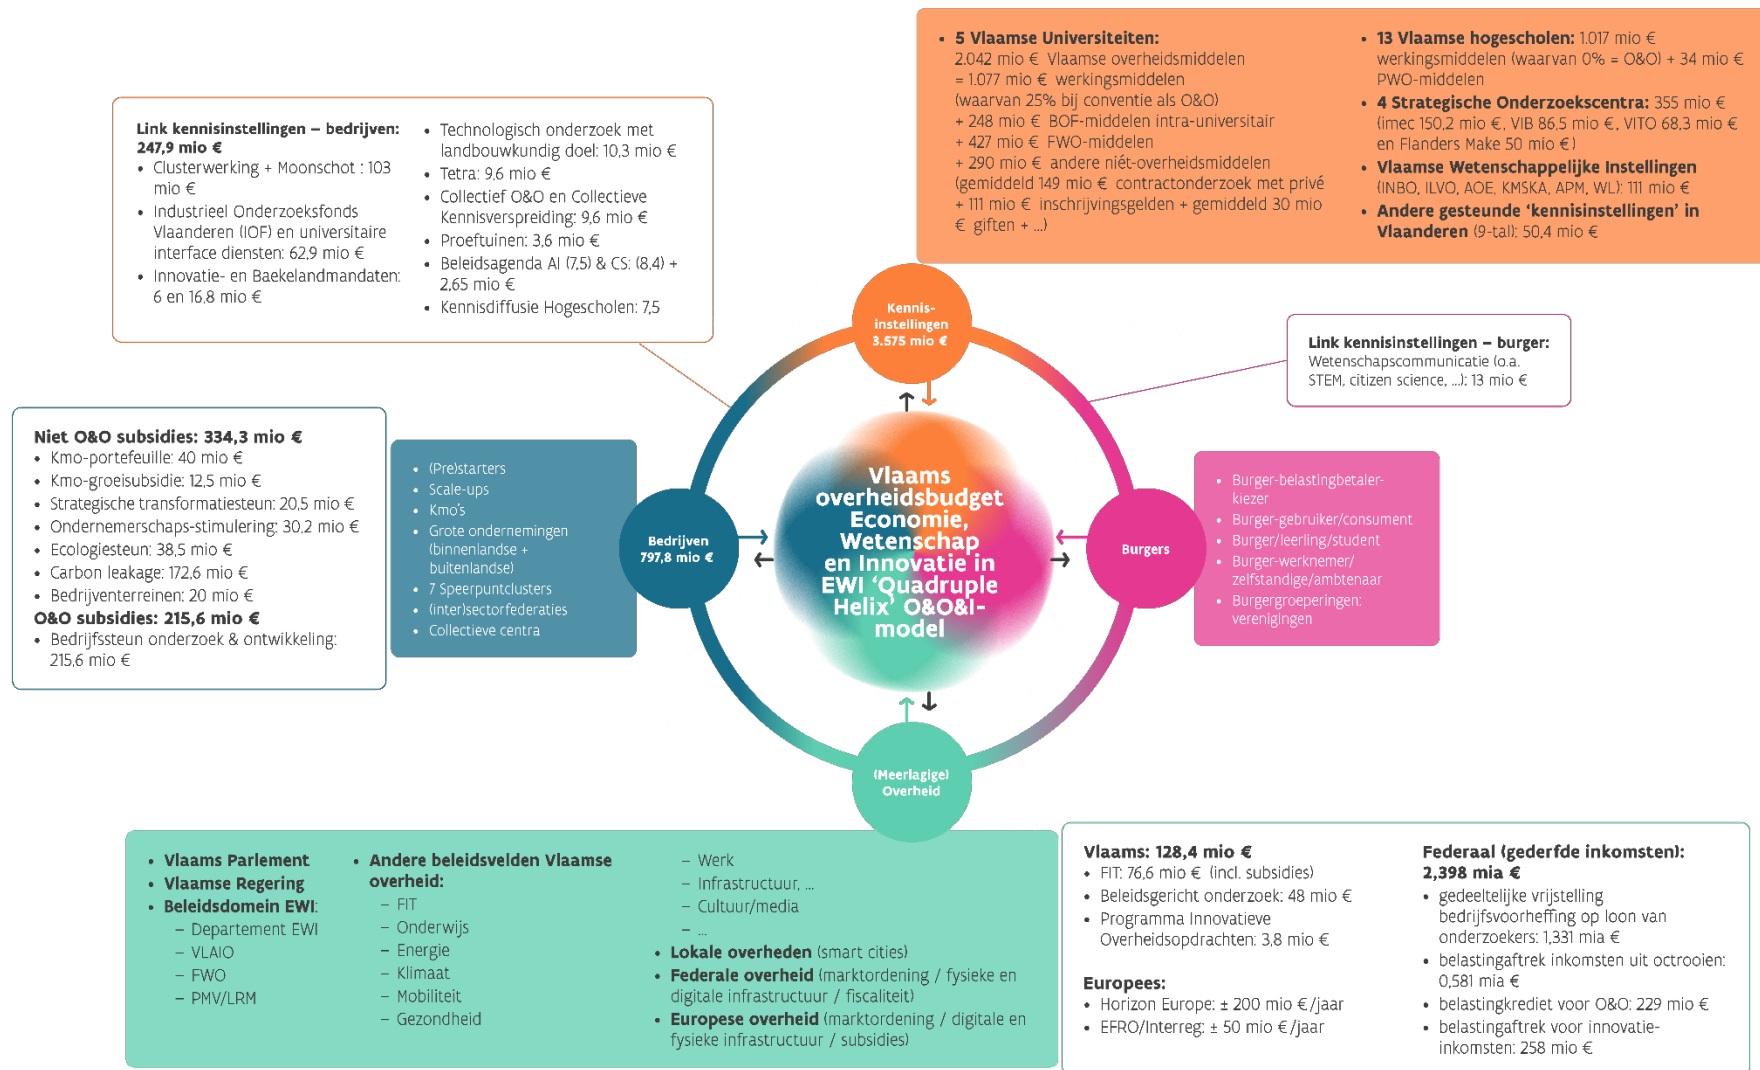 • 5 Vlaamse Universiteiten:
2.042 mio € Vlaamse overheidsmiddelen
= 1.077 mio € werkingsmiddelen
(waarvan 25% bij conventie als O&O)
+ 248 mio € BOF-middelen intra-universitair
+ 427 mio € FWO-middelen
+ 290 mio € andere niét-overheidsmiddelen
(gemiddeld 149 mio € contractonderzoek met privé
+ 111 mio € inschrijvingsgelden + gemiddeld 30 mio
€ giften + ...)
• 13 Vlaamse hogescholen: 1.017 mio €
werkingsmiddelen (waarvan 0% = O&O) + 34 mio €
PWO-middelen
• 4 Strategische Onderzoekscentra: 355 mio €
(imec 150,2 mio €, VIB 86,5 mio €, VITO 68,3 mio €
en Flanders Make 50 mio €)
• Vlaamse Wetenschappelijke Instellingen
(INBO, ILVO, AOE, KMSKA, APM, WL): 111 mio €
• Andere gesteunde ‘kennisinstellingen’ in
Vlaanderen (9-tal): 50,4 mio €
Link kennisinstellingen – bedrijven:
247,9 mio €
• Clusterwerking + Moonshot : 103
mio €
• Industrieel Onderzoeksfonds
Vlaanderen (IOF) en universitaire
interface diensten: 62,9 mio €
• Innovatie- en Baekelandmandaten:
6 en 16,8 mio €
• Technologisch onderzoek met
landbouwkundig doel: 10,3 mio €
• Tetra: 9,6 mio €
• Collectief O&O en Collectieve
Kennisverspreiding: 9,6 mio €
• Proeftuinen: 3,6 mio €
• Beleidsagenda AI (7,5) & CS: (8,4) +
2,65 mio €
• Kennisdiffusie Hogescholen: 7,5
Kennis-
instellingen
3.575 mio €
Link kennisinstellingen – burger:
Wetenschapscommunicatie (o.a.
STEM, citizen science, ...): 13 mio €
Niet O&O subsidies: 334,3 mio €
• Kmo-portefeuille: 40 mio €
• Kmo-groeisubsidie: 12,5 mio €
• Strategische transformatiesteun: 20,5 mio €
• Ondernemerschaps-stimulering: 30,2 mio €
• Ecologiesteun: 38,5 mio €
• Carbon leakage: 172,6 mio €
• Bedrijventerreinen: 20 mio €
O&O subsidies: 215,6 mio €
• Bedrijfssteun onderzoek & ontwikkeling:
215,6 mio €
• (Pre)starters
• Scale-ups
• Kmo’s
• Grote ondernemingen
(binnenlandse +
buitenlandse)
• 7 Speerpuntclusters
• (inter)sectorfederaties
• Collectieve centra
Bedrijven
797,8 mio €
Vlaams
overheidsbudget
Economie,
Wetenschap
en Innovatie in
EWI ‘Quadruple
Helix’ O&O&I-
model
Burgers
• Burger-belastingbetaler-
kiezer
• Burger-gebruiker/consument
• Burger/leerling/student
• Burger-werknemer/
zelfstandige/ambtenaar
• Burgergroeperingen:
verenigingen
(Meerlagige)
Overheid
• Vlaams Parlement
• Vlaamse Regering
• Beleidsdomein EWI:
– Departement EWI
– VLAIO
– FWO
– PMV/LRM
• Andere beleidsvelden Vlaamse
overheid:
– FIT
– Onderwijs
– Energie
– Klimaat
– Mobiliteit
– Gezondheid
– Werk
– Infrastructuur, ...
– Cultuur/media
– ...
• Lokale overheden (smart cities)
• Federale overheid (marktordening / fysieke en
digitale infrastructuur / fiscaliteit)
• Europese overheid (marktordening / digitale en
fysieke infrastructuur / subsidies)
Vlaams: 128,4 mio €
• FIT: 76,6 mio € (incl. subsidies)
• Beleidsgericht onderzoek: 48 mio €
• Programma Innovatieve
Overheidsopdrachten: 3,8 mio €
Europees:
• Horizon Europe: ± 200 mio €/jaar
• EFRO/Interreg: ± 50 mio €/jaar
Federaal (gederfde inkomsten):
2,398 mia €
• gedeeltelijke vrijstelling
bedrijfsvoorheffing op loon van
onderzoekers: 1,331 mia €
• belastingaftrek inkomsten uit octrooien:
0,581 mia €
• belastingkrediet voor O&O: 229 mio €
• belastingaftrek voor innovatie-
inkomsten: 258 mio €